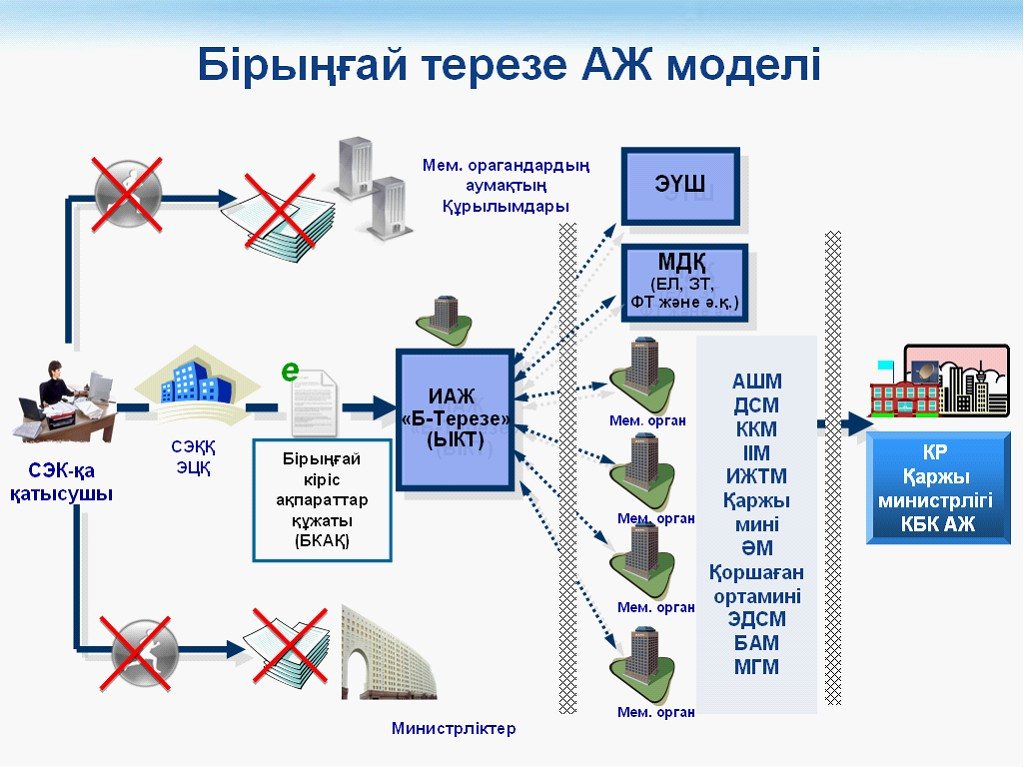 Бірыңғай терезе АЖ моделі
Мем. орагандардың
аумақтың
Құрылымдары
ЭҮШ
МДҚ
(ЕЛ, ЗТ,
ФТ және ә.қ.)
e
ИАЖ
«Б-Терезе»
(ЫКТ)
СЭҚҚ
ЭЦҚ
СЭК-қа
қатысушы
Бірыңғай
кіріс
ақпараттар
құжаты
(БКАҚ)
Мем. орган
Мем. орган
Мем. орган
Мем. орган
АШМ
ДСМ
ККМ
ІІМ
ИЖТМ
Қаржы
мині
ӘМ
Қоршаған
ортамині
ЭДСМ
БАМ
МГМ
КР
Қаржы
министрлігі
КБК АЖ
Министрліктер